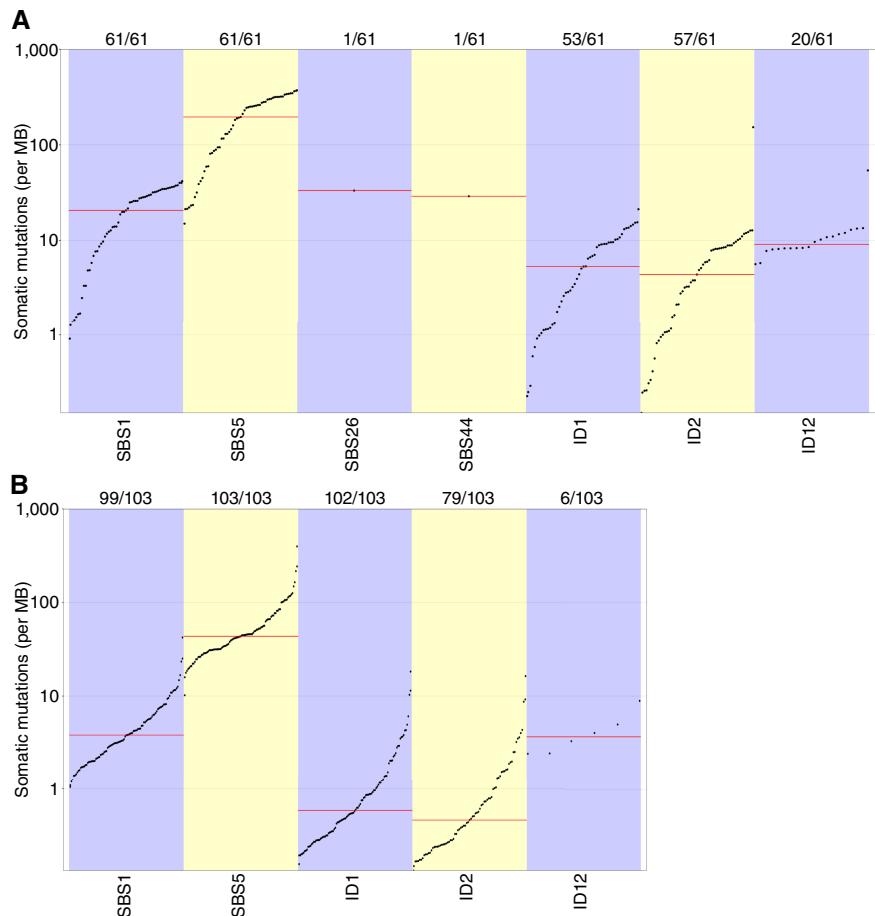 A
61/61 61/61 1/61 1/61 53/61 57/61 20/61
1,000
100
10
1
Somatic mutations (per MB)
SBS1 SBS5 SBS26 SBS44 ID1 ID2 ID12
B
99/103 103/103 102/103 79/103 6/103
1,000
100
10
1
Somatic mutations (per MB)
SBS1 SBS5 ID1 ID2 ID12